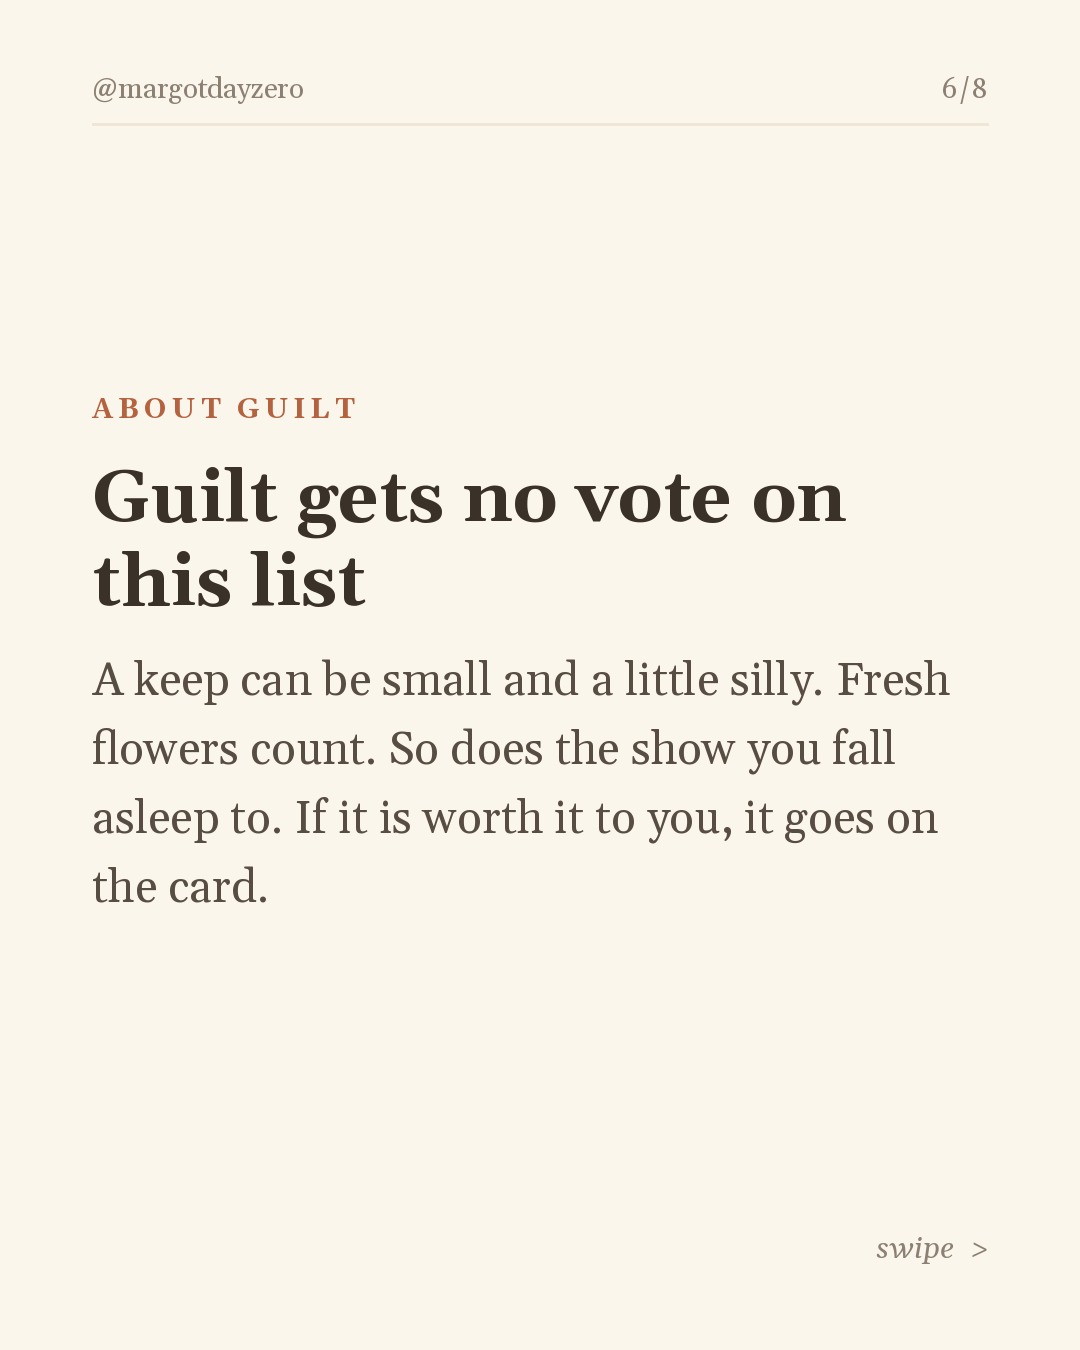 @margotdayzero
6/8
ABOUT GUILT
Guilt gets no vote on
this list
A keep can be small and a little silly. Fresh
flowers count. So does the show you fall
asleep to. If it is worth it to you, it goes on
the card.
swipe >